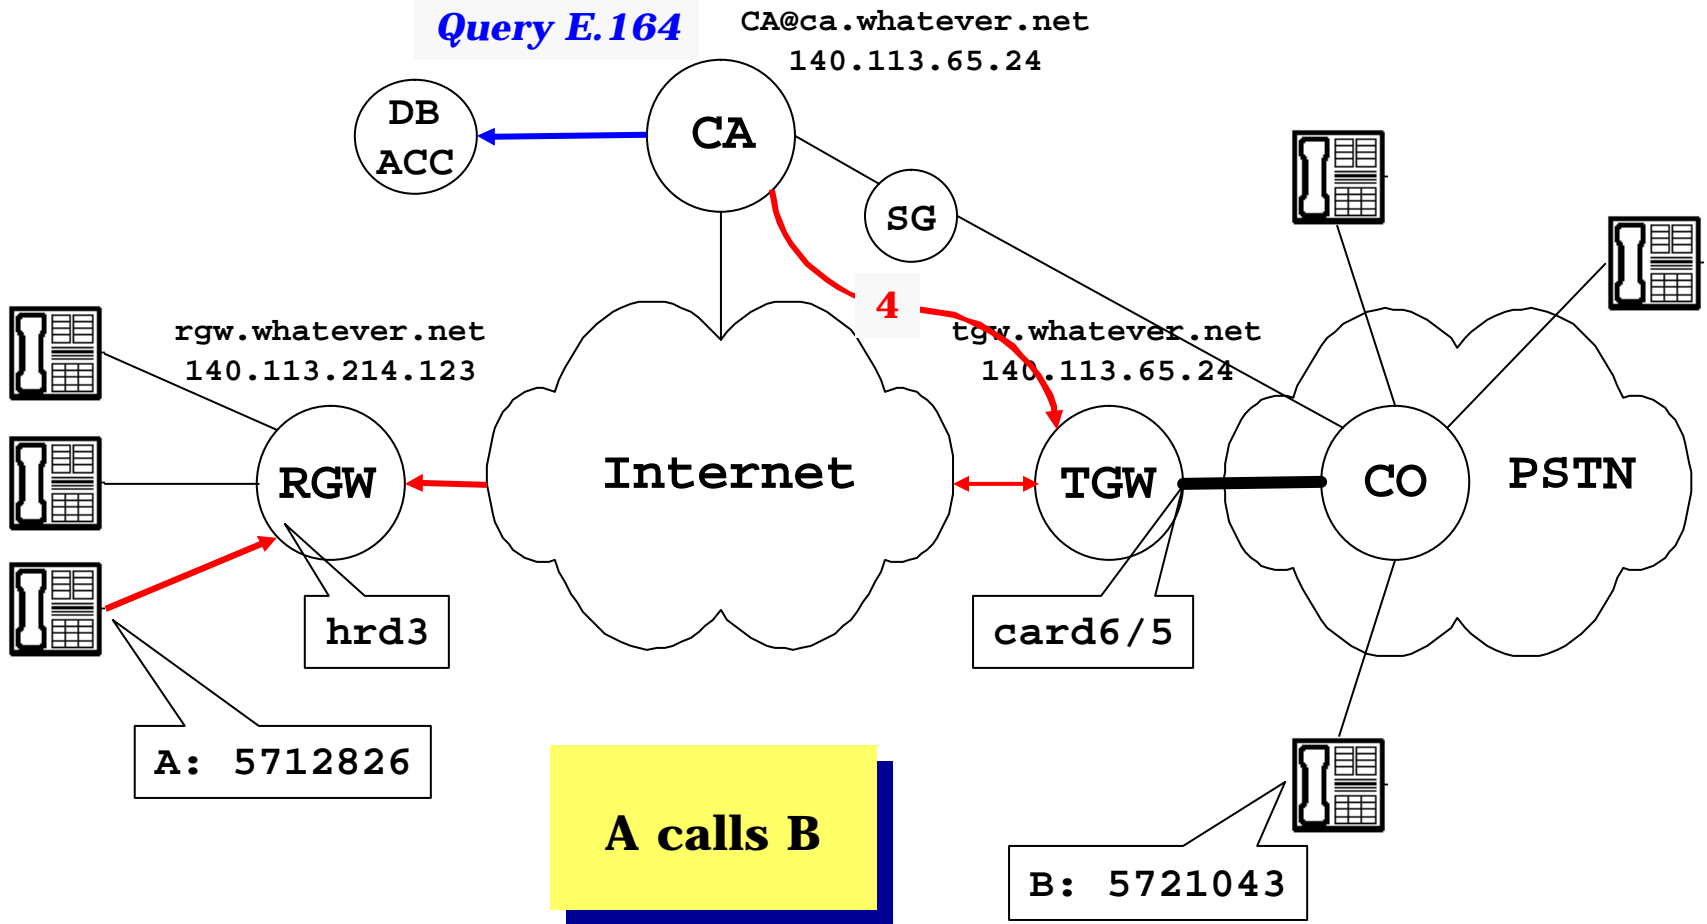 Query E.164
CA@ca.whatever.net
140.113.65.24
DB
ACC
CA
SG
4
rgw.whatever.net
140.113.214.123
tgw.whatever.net
140.113.65.24
RGW
Internet
TGW
CO
PSTN
hrd3
card6/5
A: 5712826
A calls B
B: 5721043